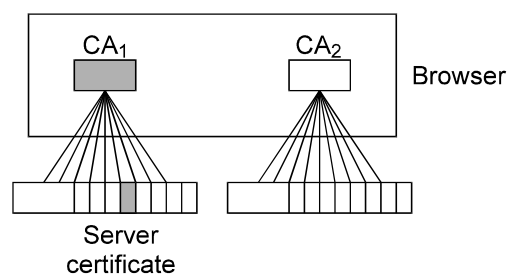 CA₁
CA₂
Browser
Server
certificate